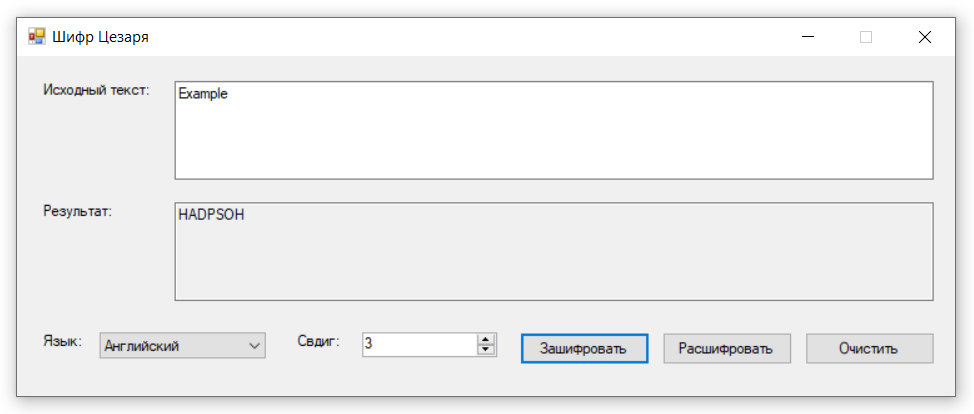 Шифр Цезаря
Исходный текст:
Example
Результат:
HADPSOH
Язык: Английский Свдиг: 3 Зашифровать Расшифровать Очистить